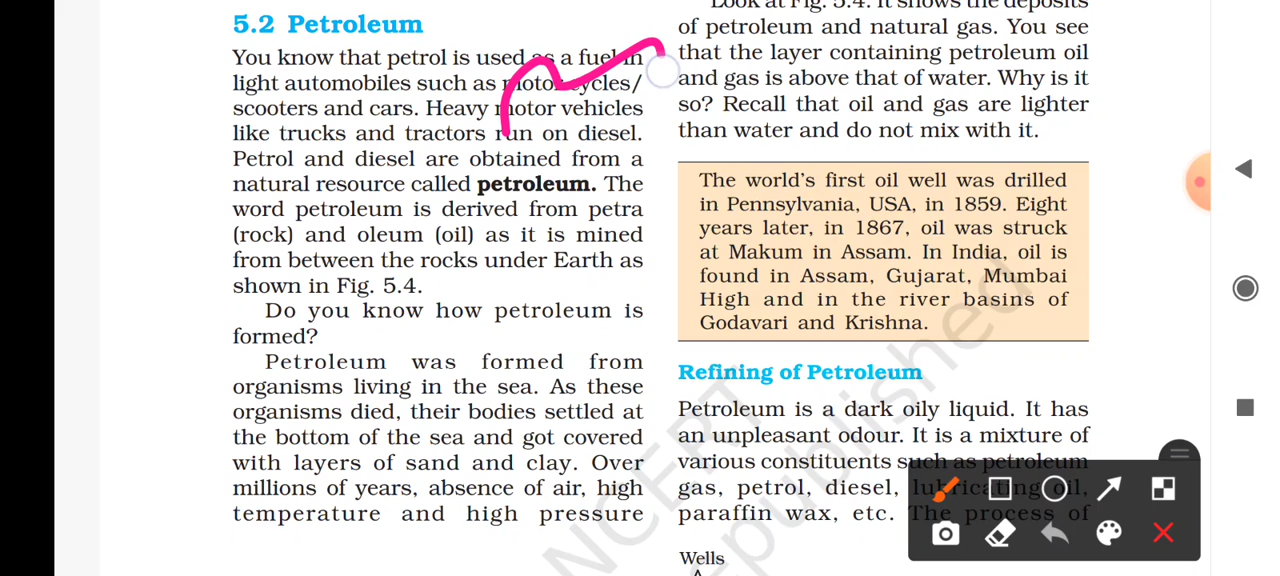 5.2 Petroleum
You know that petrol is used as a fuel in
light automobiles such as motor cycles/
scooters and cars. Heavy motor vehicles
like trucks and tractors run on diesel.
Petrol and diesel are obtained from a
natural resource called petroleum. The
word petroleum is derived from petra
(rock) and oleum (oil) as it is mined
from between the rocks under Earth as
shown in Fig. 5.4.
Do you know how petroleum is
formed?
Petroleum was formed from
organisms living in the sea. As these
organisms died, their bodies settled at
the bottom of the sea and got covered
with layers of sand and clay. Over
millions of years, absence of air, high
temperature and high pressure
Look at Fig. 5.4. It shows the deposits
of petroleum and natural gas. You see
that the layer containing petroleum oil
and gas is above that of water. Why is it
so? Recall that oil and gas are lighter
than water and do not mix with it.
The world's first oil well was drilled
in Pennsylvania, USA, in 1859. Eight
years later, in 1867, oil was struck
at Makum in Assam. In India, oil is
found in Assam, Gujarat, Mumbai
High and in the river basins of
Godavari and Krishna.
Refining of Petroleum
Petroleum is a dark oily liquid. It has
an unpleasant odour. It is a mixture of
various constituents such as petroleum
gas, petrol, diesel, lubricating oil,
paraffin wax, etc. The process of
Wells
NCERT
republished